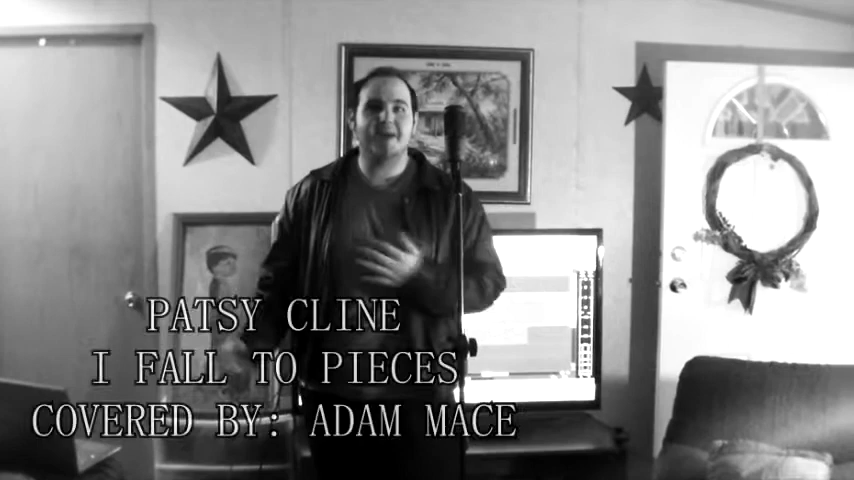 PATSY CLINE
I FALL TO PIECES
COVERED BY: ADAM MACE